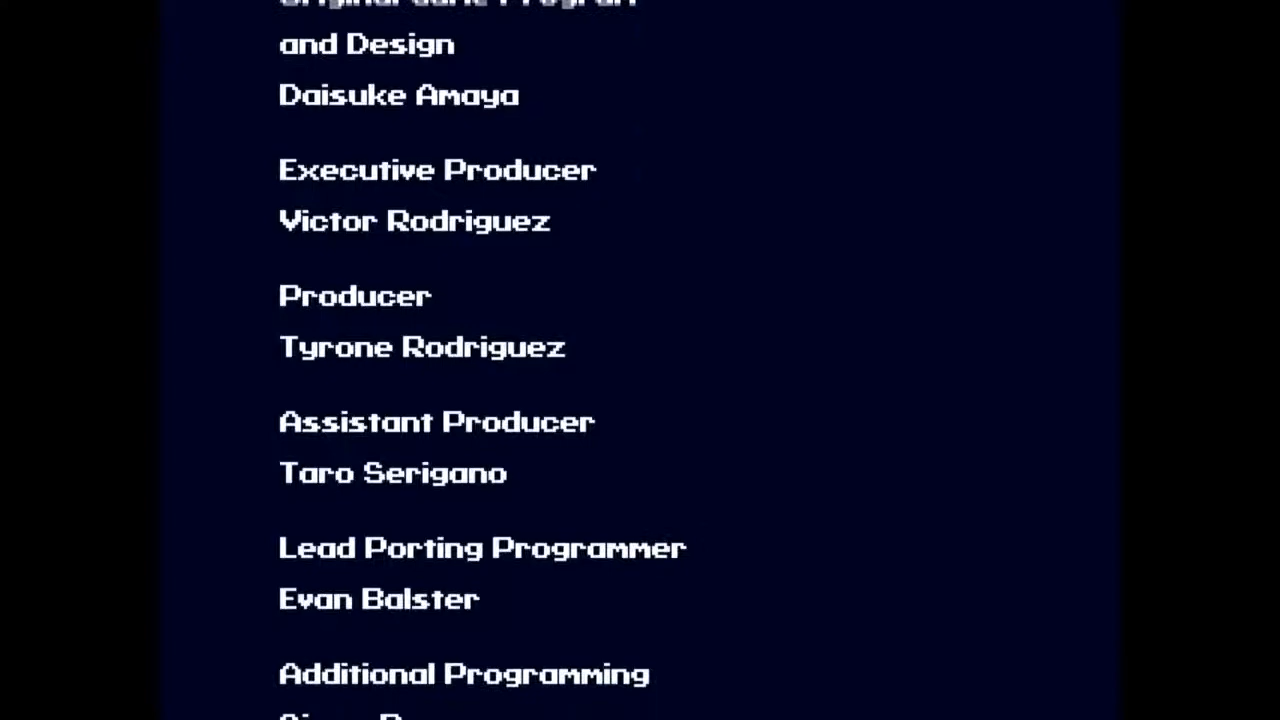 and Design
Daisuke Amaya
Executive Producer
Victor Rodriguez
Producer
Tyrone Rodriguez
Assistant Producer
Taro Serigano
Lead Porting Programmer
Evan Balster
Additional Programming